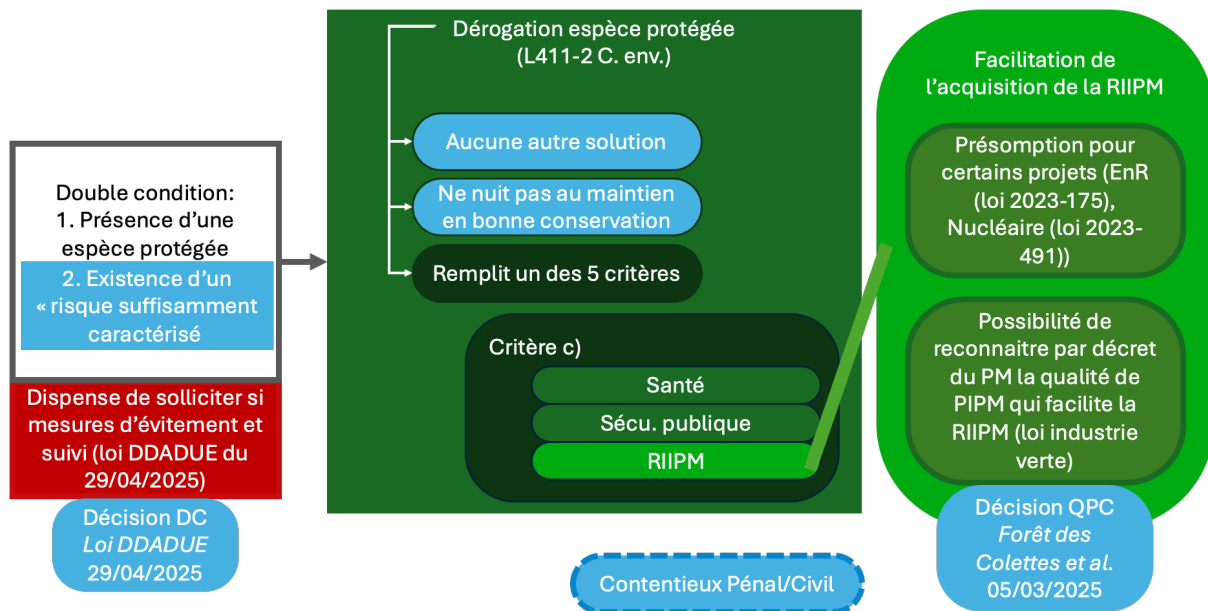 Double condition:
1. Présence d’une
espèce protégée
2. Existence d’un
« risque suffisamment
caractérisé
Dispense de solliciter si
mesures d’évitement et
suivi (loi DDADUE du
29/04/2025)
Décision DC
Loi DDADUE
29/04/2025
Dérogation espèce protégée
(L411-2 C. env.)
Aucune autre solution
Ne nuit pas au maintien
en bonne conservation
Remplit un des 5 critères
Critère c)
Santé
Sécu. publique
RIIPM
Contentieux Pénal/Civil
Facilitation de
l’acquisition de la RIIPM
Présomption pour
certains projets (EnR
(loi 2023-175),
Nucléaire (loi 2023-
491))
Possibilité de
reconnaitre par décret
du PM la qualité de
PIPM qui facilite la
RIIPM (loi industrie
verte)
Décision QPC
Forêt des
Colettes et al.
05/03/2025